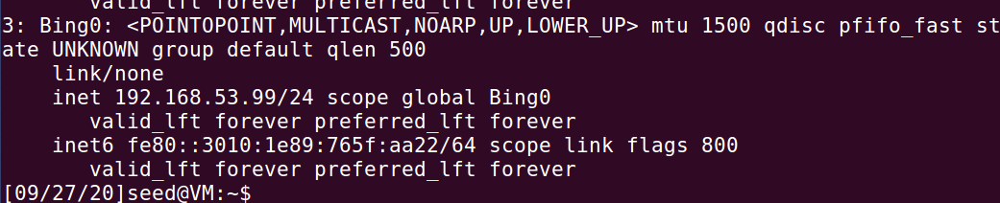 valid_lft forever preferred_lft forever
3: Bing0: <POINTOPOINT,MULTICAST,NOARP,UP,LOWER_UP> mtu 1500 qdisc pfifo_fast st
ate UNKNOWN group default qlen 500
    link/none
    inet 192.168.53.99/24 scope global Bing0
       valid_lft forever preferred_lft forever
    inet6 fe80::3010:1e89:765f:aa22/64 scope link flags 800
       valid_lft forever preferred_lft forever
[09/27/20]seed@VM:~$